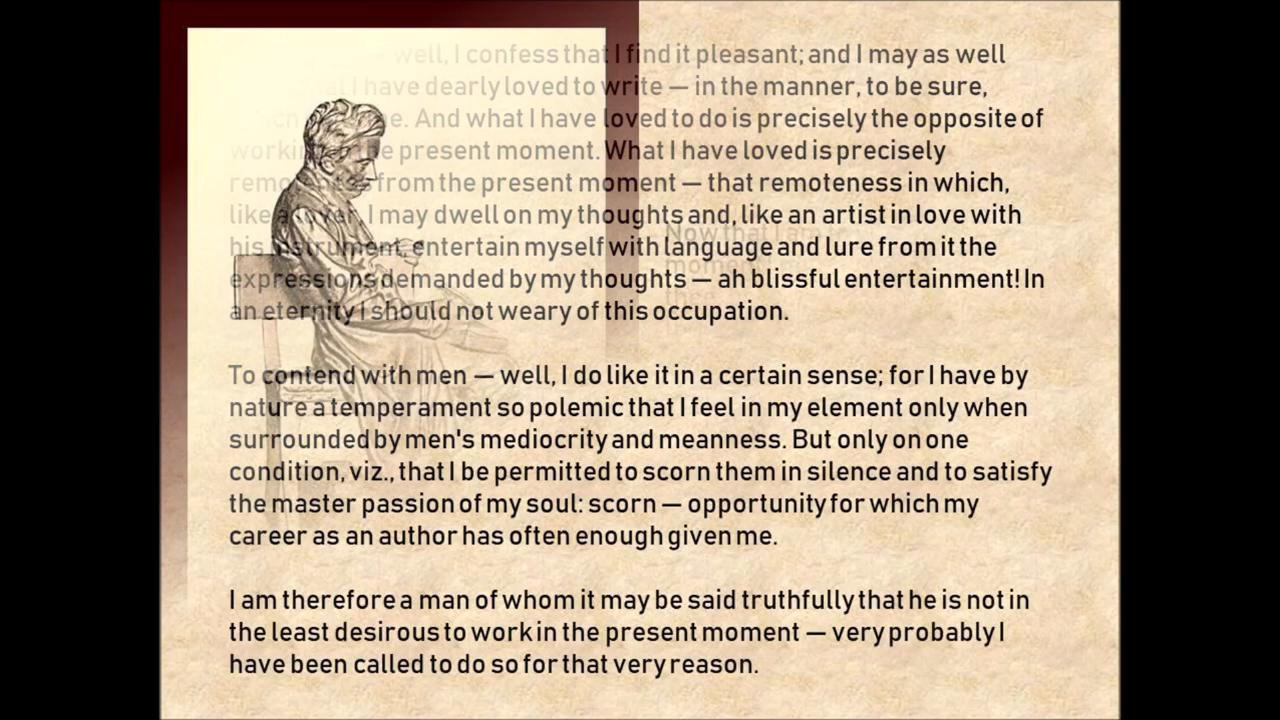 well, I confess that I find it pleasant; and I may as well
I have dearly loved to write — in the manner, to be sure,
And what I have loved to do is precisely the opposite of
the present moment. What I have loved is precisely
from the present moment — that remoteness in which,
like a lover, I may dwell on my thoughts and, like an artist in love with
his instrument, entertain myself with language and lure from it the
expressions demanded by my thoughts — ah blissful entertainment! In
an eternity I should not weary of this occupation.
To contend with men — well, I do like it in a certain sense; for I have by
nature a temperament so polemic that I feel in my element only when
surrounded by men's mediocrity and meanness. But only on one
condition, viz., that I be permitted to scorn them in silence and to satisfy
the master passion of my soul: scorn — opportunity for which my
career as an author has often enough given me.
I am therefore a man of whom it may be said truthfully that he is not in
the least desirous to work in the present moment — very probably I
have been called to do so for that very reason.
Now that I am